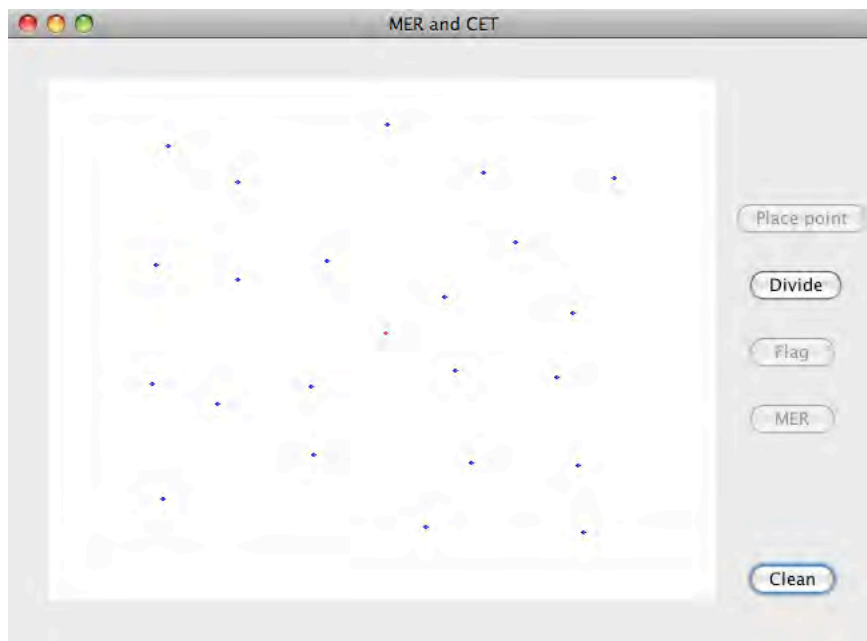 MER and CET
Place point
Divide
Flag
MER
Clean